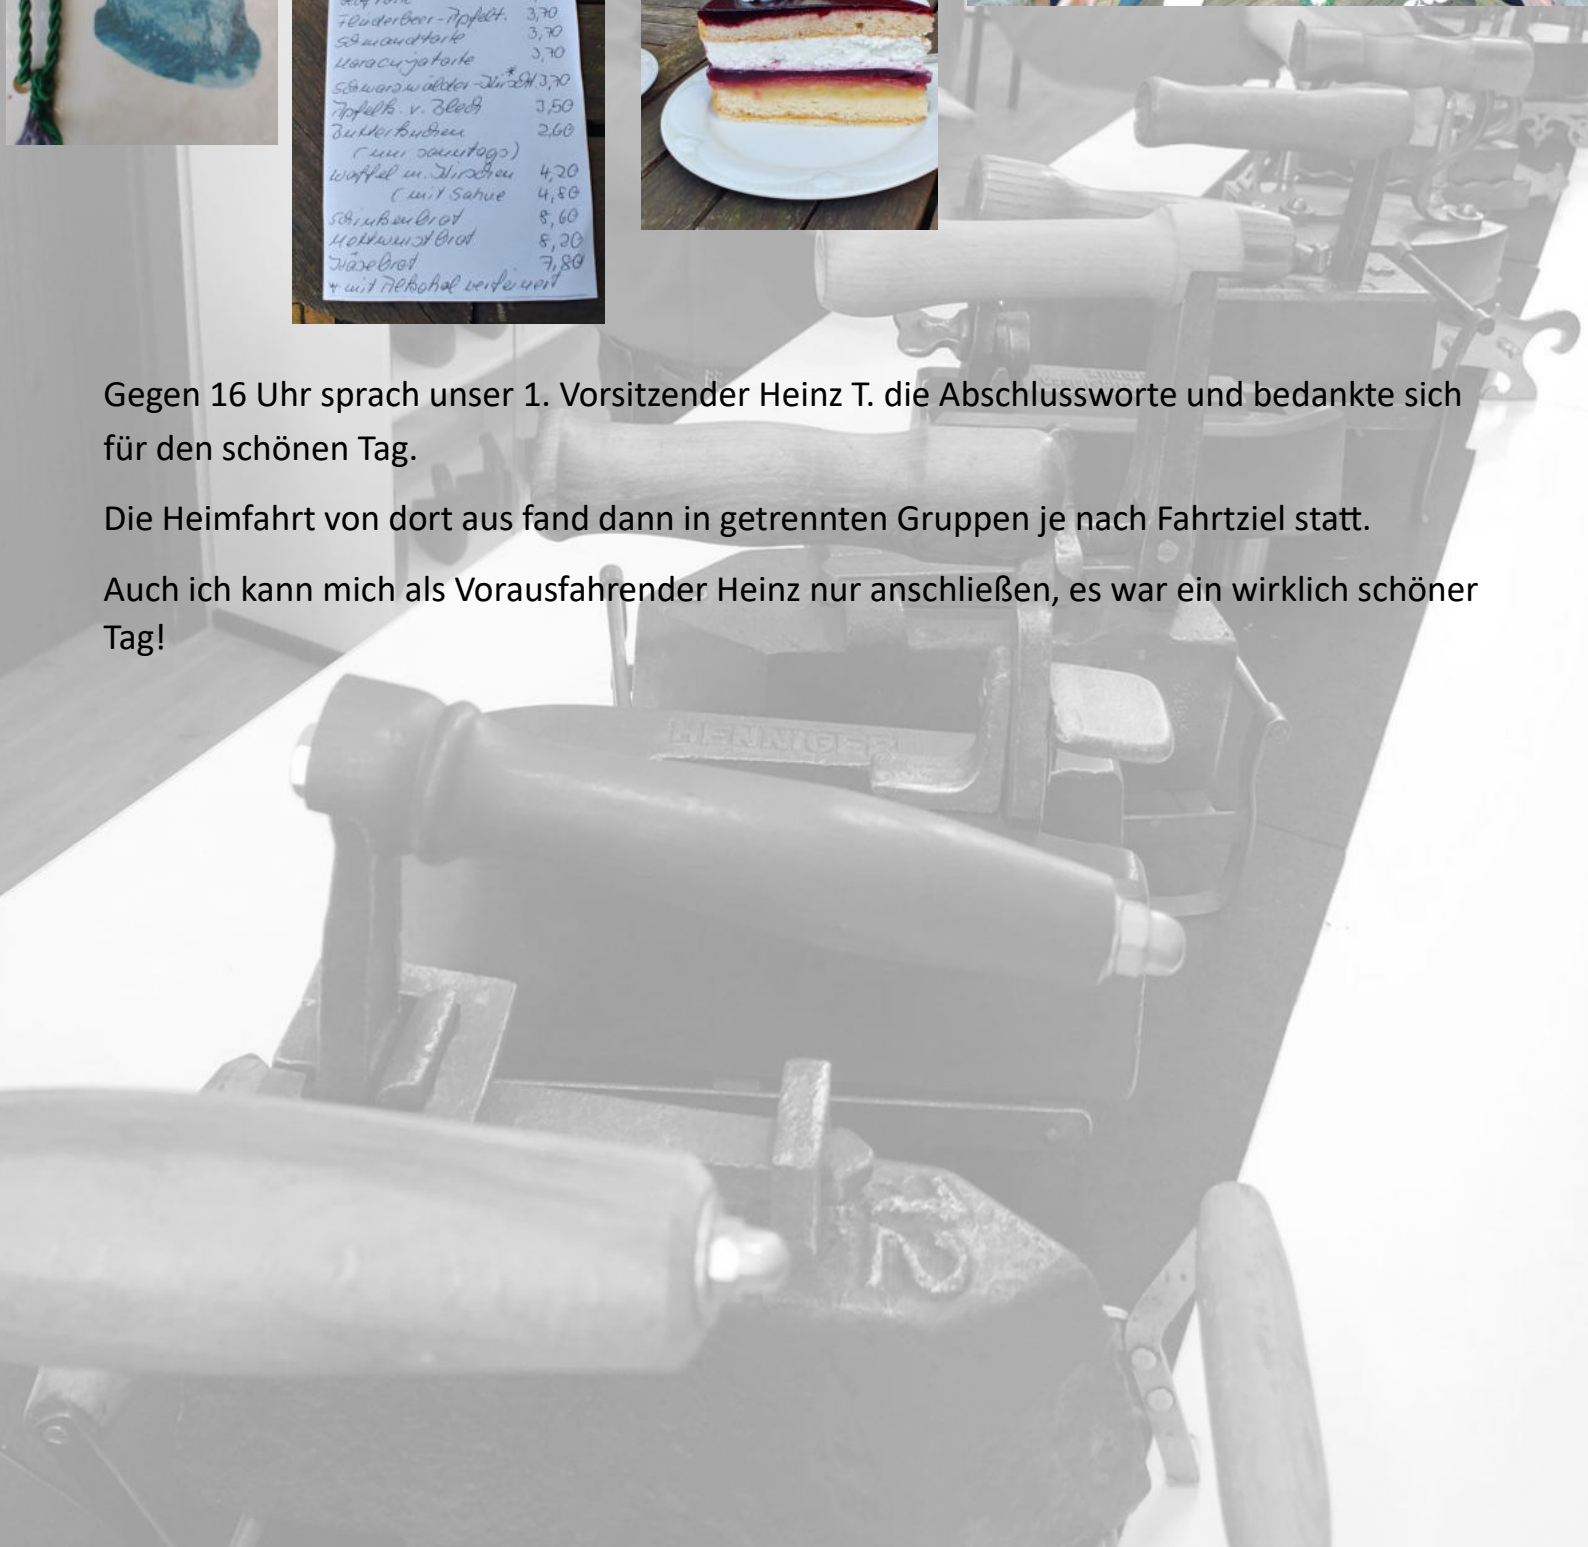 Flinderbeer-Apfelt. 3,70
Schmandtorte 3,70
Maracujatorte 3,70
Schwarzwälder-Kirsch* 3,70
Apfelk. v. Blech 3,50
Butterkuchen 2,60
(nur sonntags)
Waffel m. Kirschen 4,20
(mit Sahne 4,80
Schinkenbrot 8,60
Mettwurstbrot 8,20
Käsebrot 7,80
* mit Alkohol verfeinert
Gegen 16 Uhr sprach unser 1. Vorsitzender Heinz T. die Abschlussworte und bedankte sich
für den schönen Tag.
Die Heimfahrt von dort aus fand dann in getrennten Gruppen je nach Fahrtziel statt.
Auch ich kann mich als Vorausfahrender Heinz nur anschließen, es war ein wirklich schöner
Tag!
HENNIGER
2